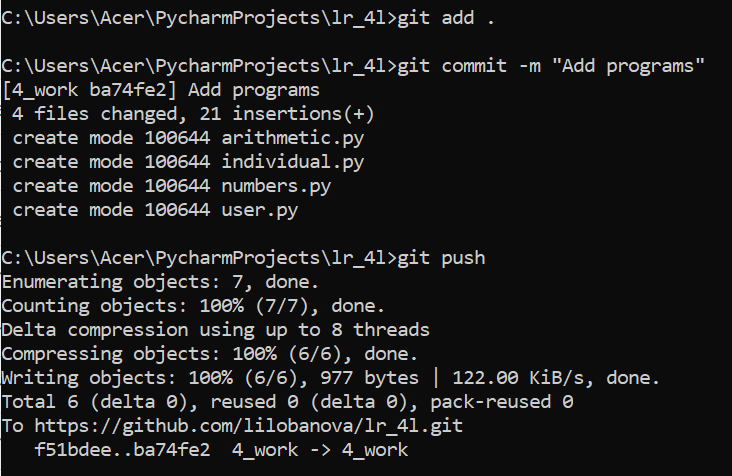 C:\Users\Acer\PycharmProjects\lr_4l>git add .
C:\Users\Acer\PycharmProjects\lr_4l>git commit -m "Add programs"
[4_work ba74fe2] Add programs
 4 files changed, 21 insertions(+)
 create mode 100644 arithmetic.py
 create mode 100644 individual.py
 create mode 100644 numbers.py
 create mode 100644 user.py
C:\Users\Acer\PycharmProjects\lr_4l>git push
Enumerating objects: 7, done.
Counting objects: 100% (7/7), done.
Delta compression using up to 8 threads
Compressing objects: 100% (6/6), done.
Writing objects: 100% (6/6), 977 bytes | 122.00 KiB/s, done.
Total 6 (delta 0), reused 0 (delta 0), pack-reused 0
To https://github.com/lilobanova/lr_4l.git
   f51bdee..ba74fe2  4_work -> 4_work